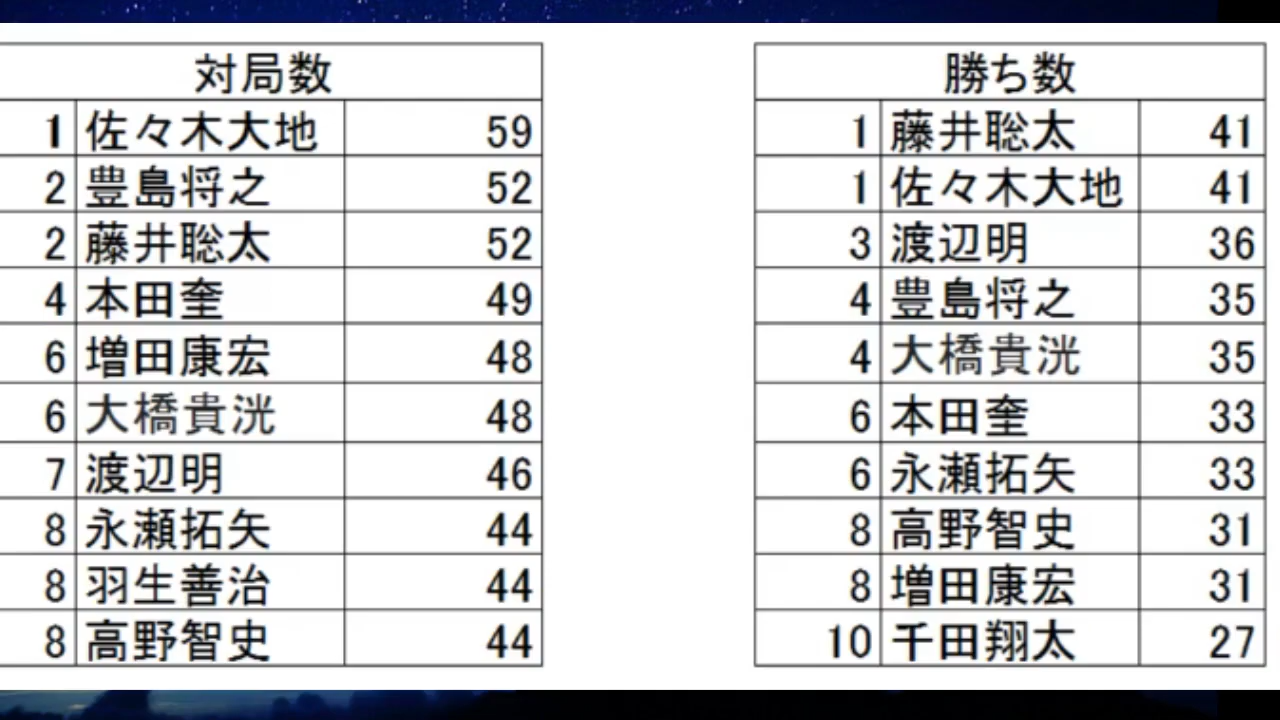 対局数
1 佐々木大地 59
2 豊島将之 52
2 藤井聡太 52
4 本田奎 49
6 増田康宏 48
6 大橋貴洸 48
7 渡辺明 46
8 永瀬拓矢 44
8 羽生善治 44
8 高野智史 44
勝ち数
1 藤井聡太 41
1 佐々木大地 41
3 渡辺明 36
4 豊島将之 35
4 大橋貴洸 35
6 本田奎 33
6 永瀬拓矢 33
8 高野智史 31
8 増田康宏 31
10 千田翔太 27